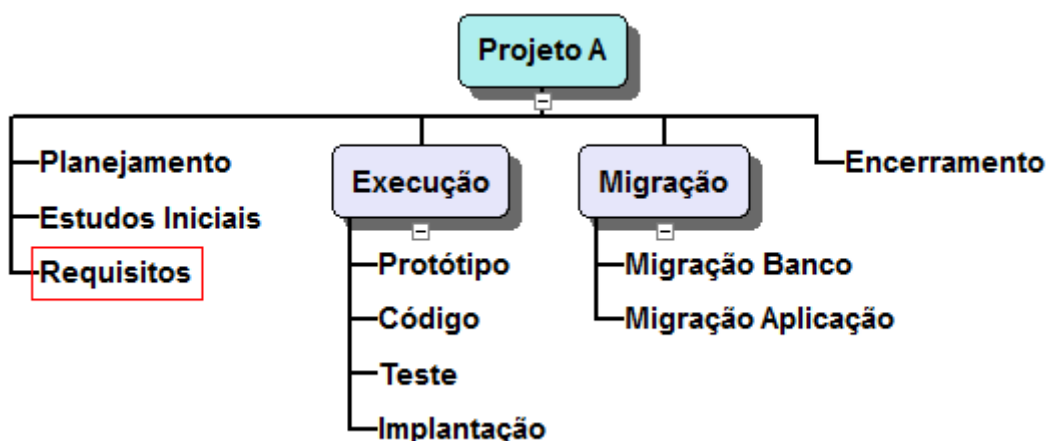 Projeto A
Planejamento
Estudos Iniciais
Requisitos
Execução
Protótipo
Código
Teste
Implantação
Migração
Migração Banco
Migração Aplicação
Encerramento